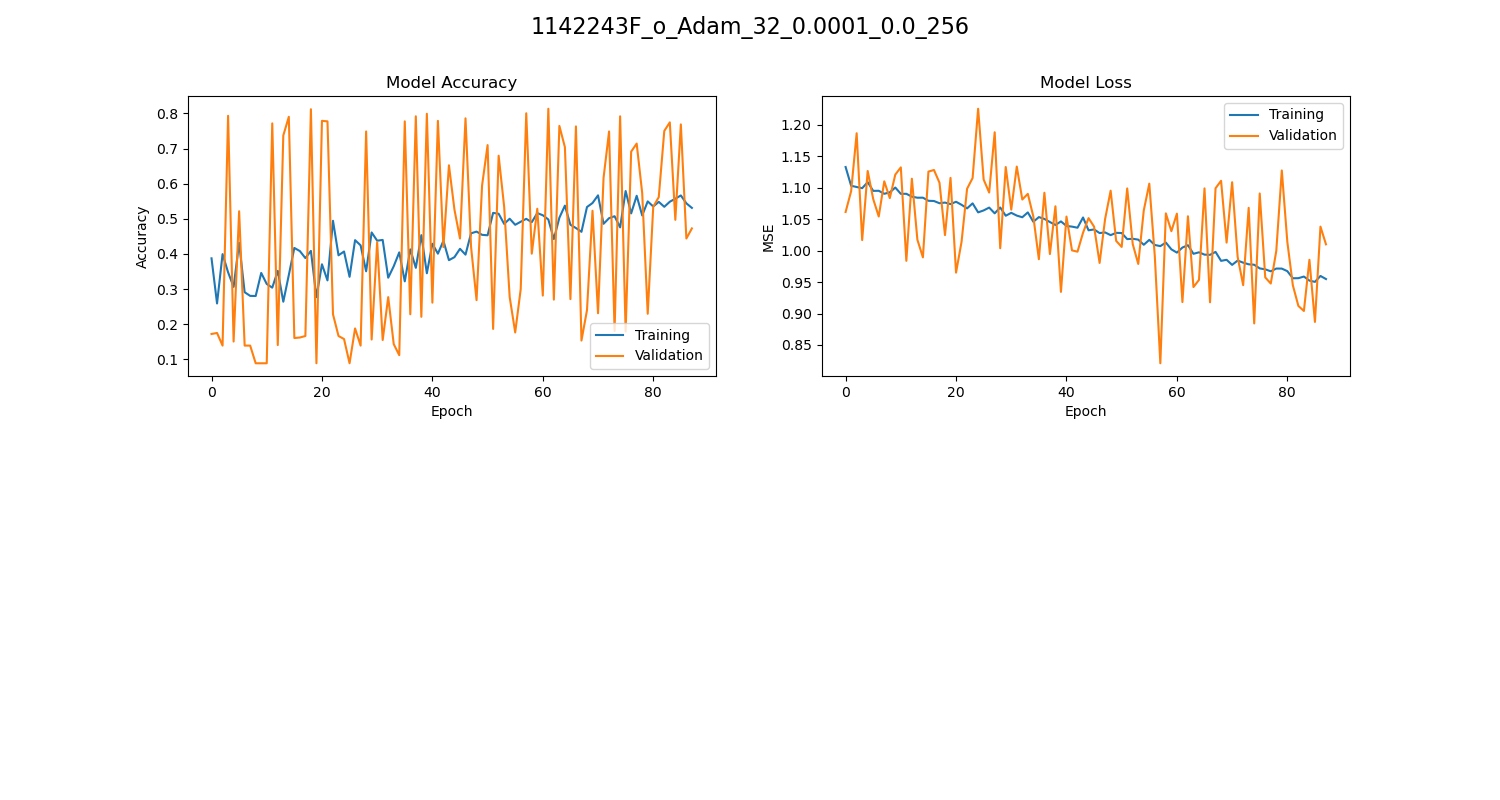 1142243F_o_Adam_32_0.0001_0.0_256
Model Accuracy
Accuracy
0.8
0.7
0.6
0.5
0.4
0.3
0.2
0.1
0
20
40
60
80
Epoch
Training
Validation
Model Loss
MSE
1.20
1.15
1.10
1.05
1.00
0.95
0.90
0.85
0
20
40
60
80
Epoch
Training
Validation